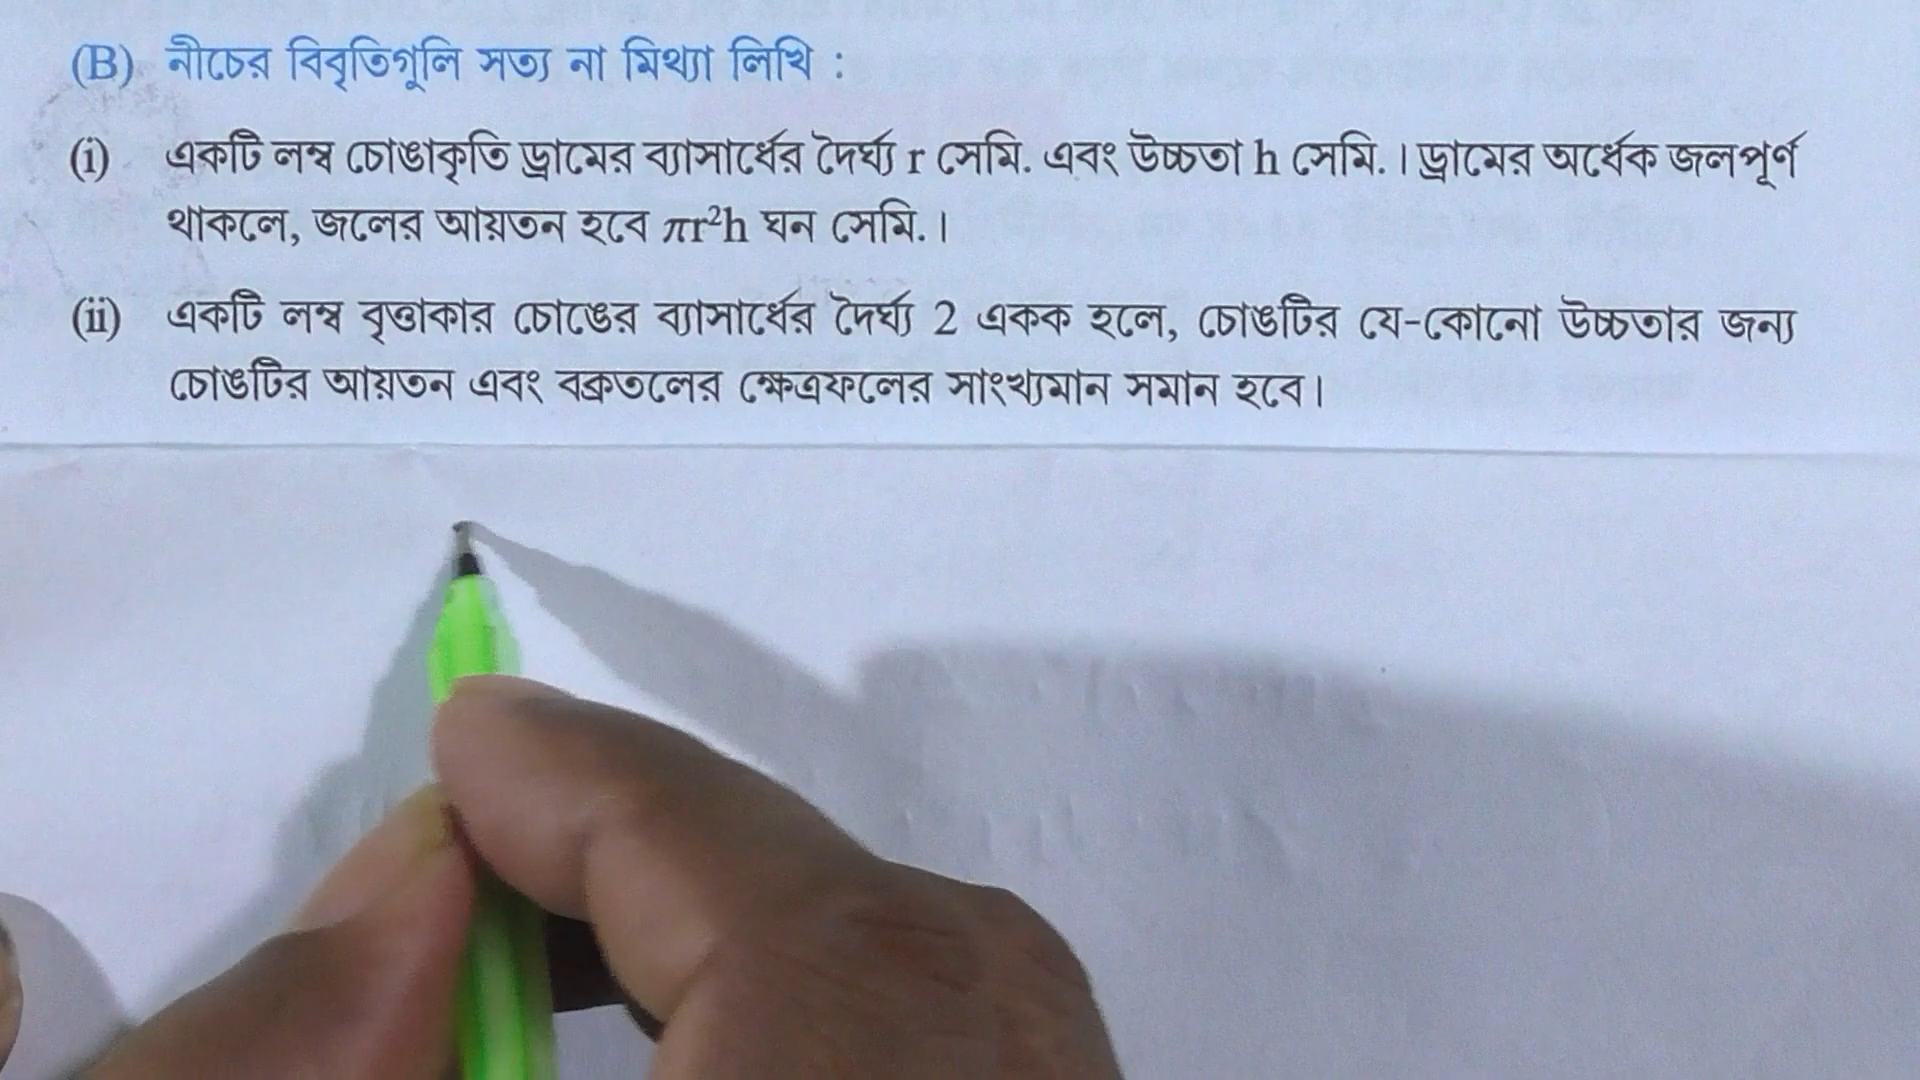 (B) নীচের বিবৃতিগুলি সত্য না মিথ্যা লিখি :
(i) একটি লম্ব চোঙাকৃতি ড্রামের ব্যাসার্ধের দৈর্ঘ্য r সেমি. এবং উচ্চতা h সেমি.। ড্রামের অর্ধেক জলপূর্ণ
থাকলে, জলের আয়তন হবে πr²h ঘন সেমি.।
(ii) একটি লম্ব বৃত্তাকার চোঙের ব্যাসার্ধের দৈর্ঘ্য 2 একক হলে, চোঙটির যে-কোনো উচ্চতার জন্য
চোঙটির আয়তন এবং বক্রতলের ক্ষেত্রফলের সাংখ্যমান সমান হবে।